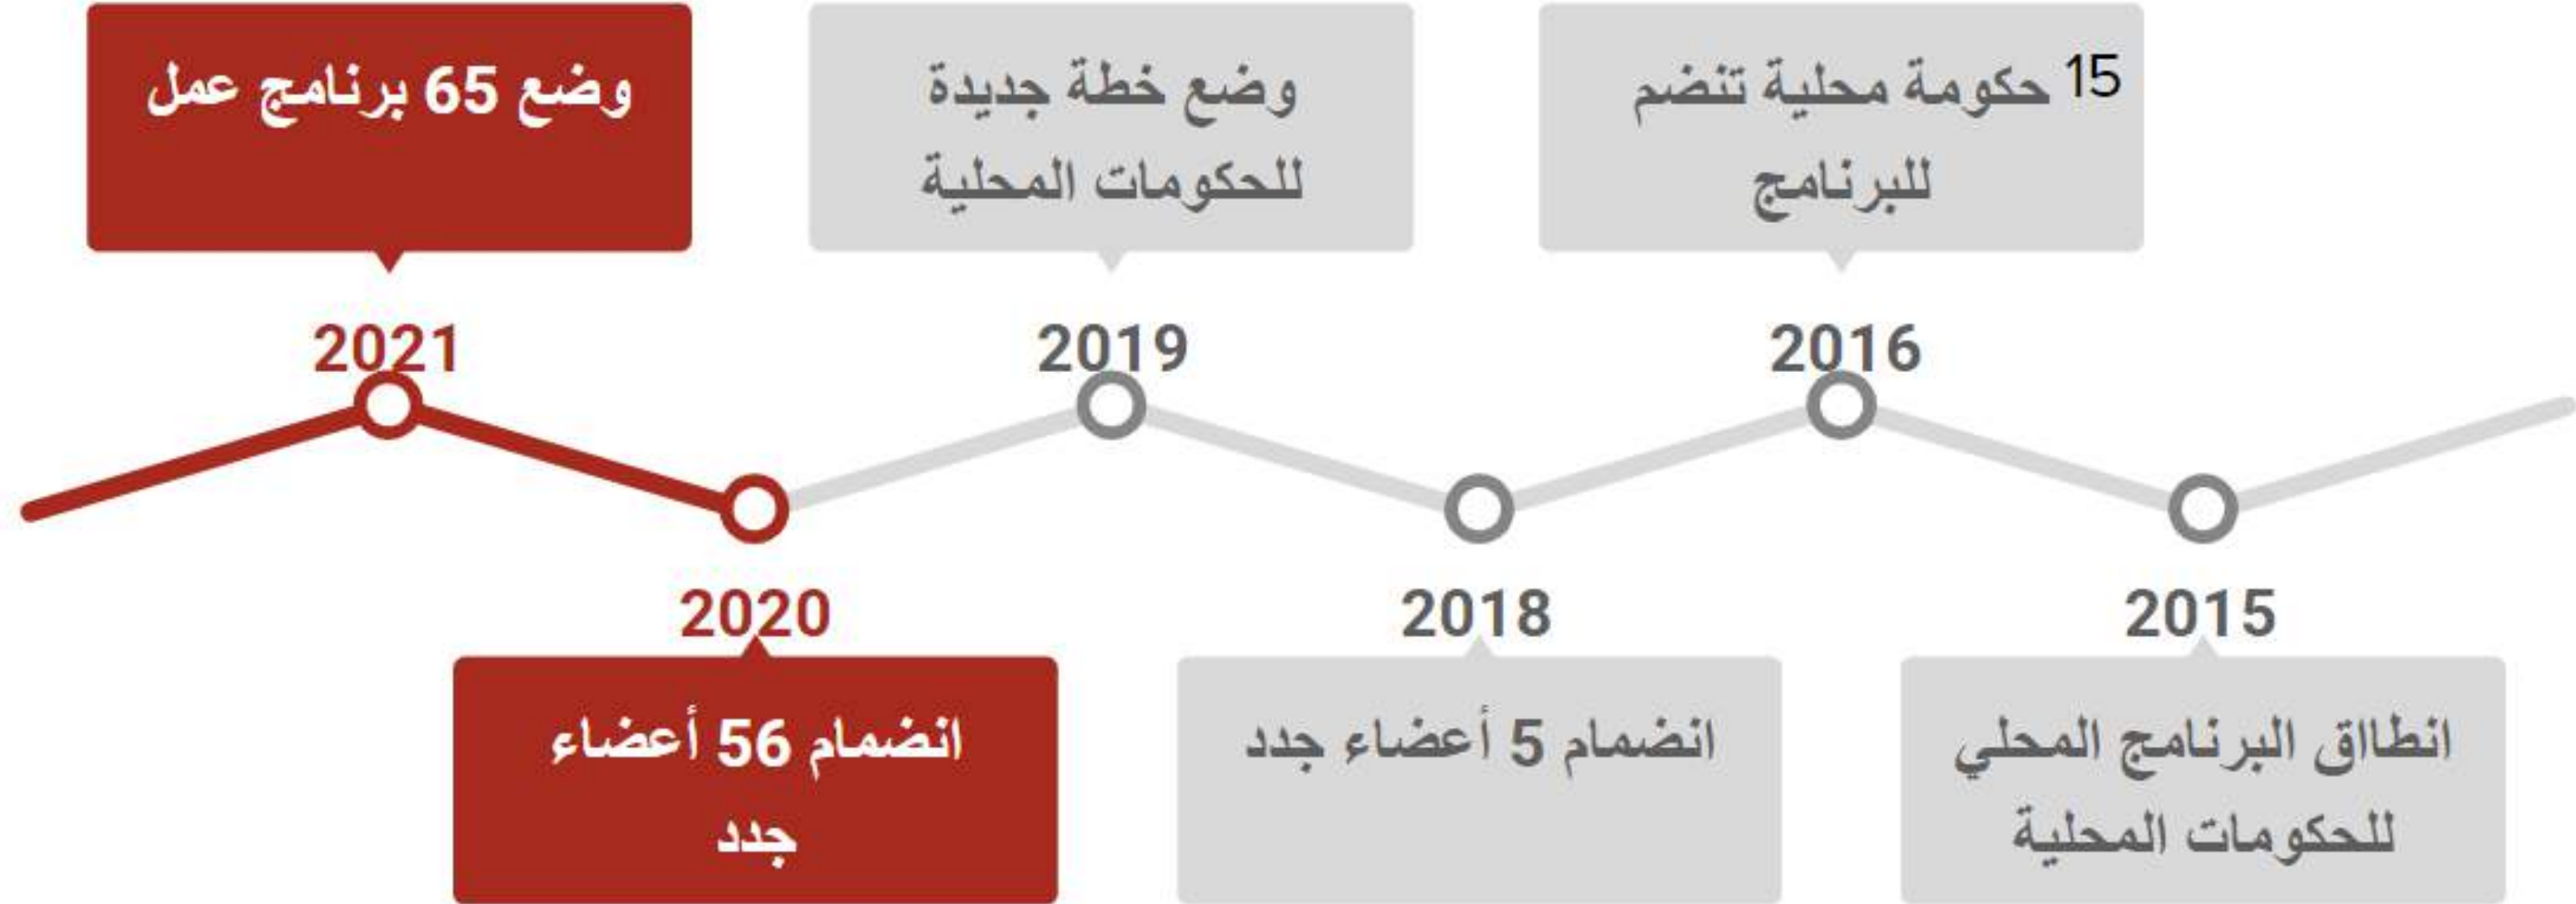 15 حكومة محلية تنضم
للبرنامج
وضع خطة جديدة
للحكومات المحلية
وضع 65 برنامج عمل
2016
2019
2021
2015
2018
2020
انطااق البرنامج المحلي
للحكومات المحلية
انضمام 5 أعضاء جدد
انضمام 56 أعضاء
جدد